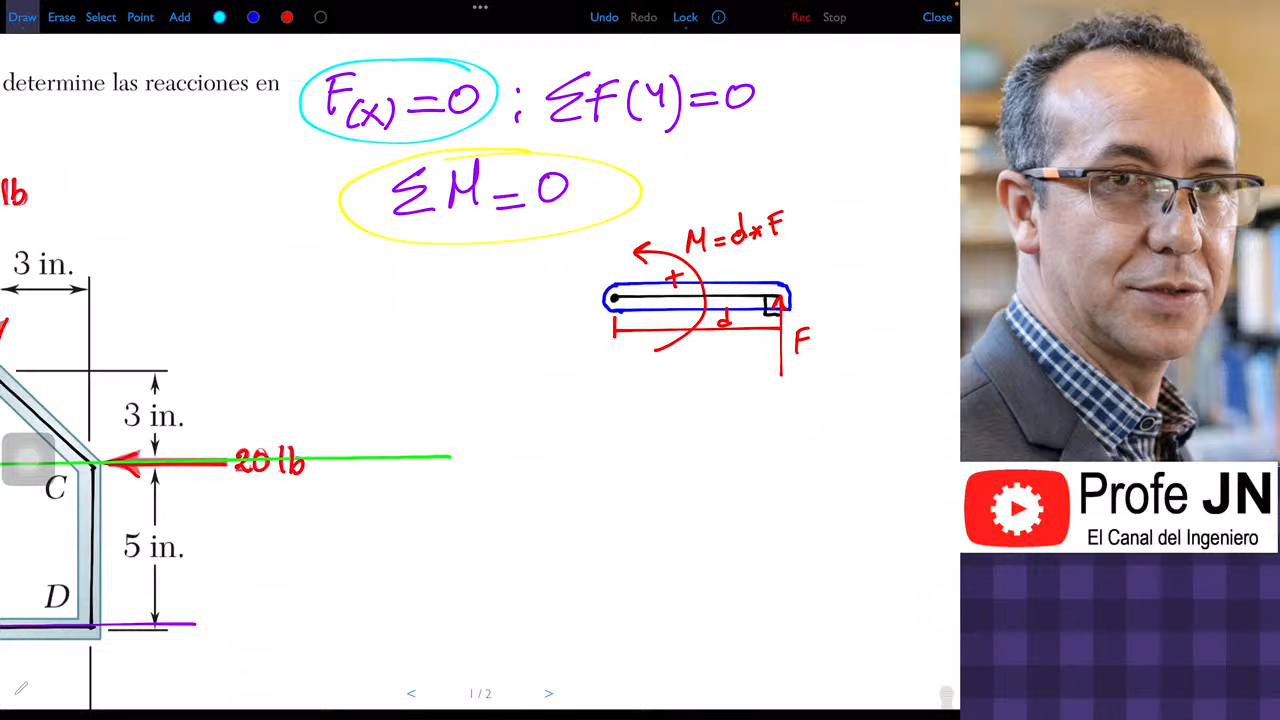 Draw Erase Select Point Add Undo Redo Lock Rec Stop Close
determine las reacciones en
F(x) = 0 ; ΣF(Y) = 0
ΣM = 0
lb
3 in.
M = d*F
+
d
F
3 in.
20 lb
C
5 in.
D
< 1/2 >
Profe JN
El Canal del Ingeniero